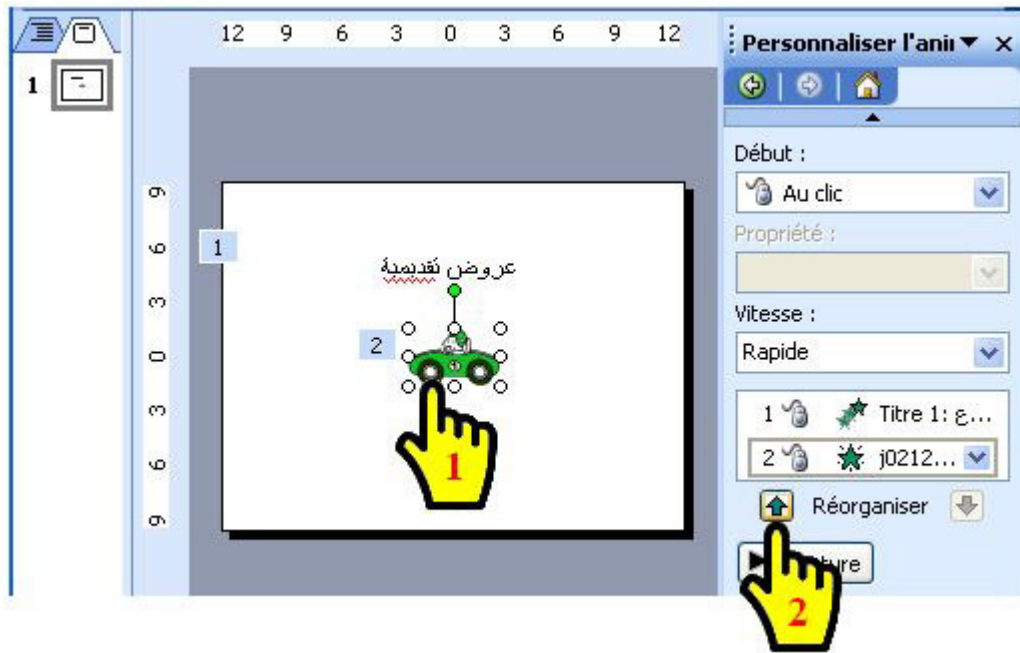 12 9 6 3 0 3 6 9 12
Personnaliser l'anii
1
Début :
Au clic
9
6
3
0
3
6
9
1
Propriété :
عروض تقديمية
Vitesse :
2
Rapide
1 Titre 1: ع...
2 j0212...
1
Réorganiser
ture
2